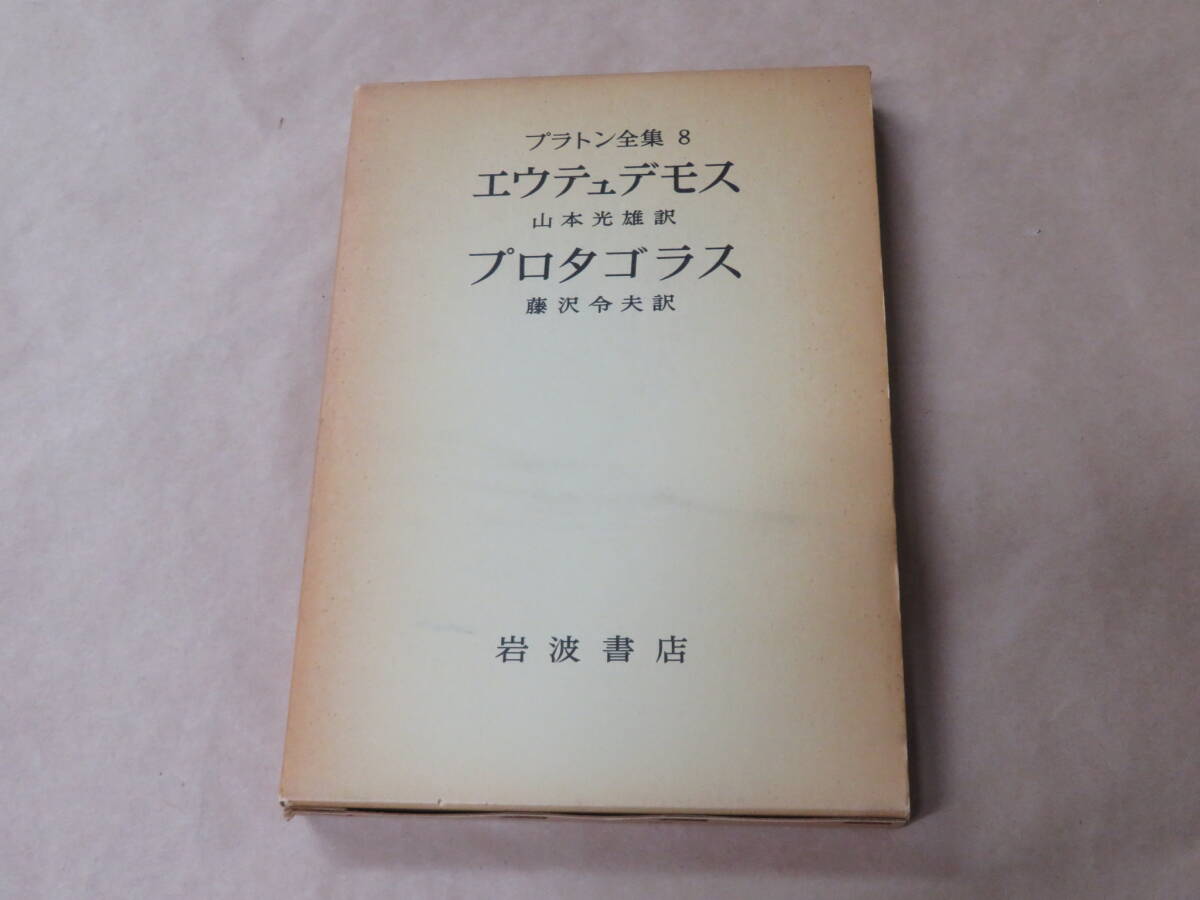 プラトン全集 8
エウテュデモス
山本光雄訳
プロタゴラス
藤沢令夫訳
岩波書店